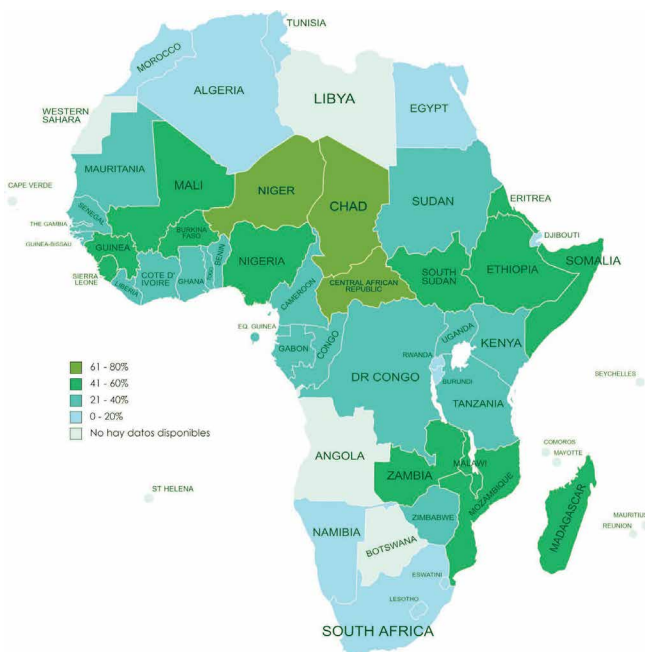 TUNISIA
MOROCCO
ALGERIA
LIBYA
EGYPT
WESTERN
SAHARA
MAURITANIA
MALI
NIGER
CHAD
SUDAN
ERITREA
CAPE VERDE
SENEGAL
THE GAMBIA
GUINEA-BISSAU
GUINEA
BURKINA
FASO
DJIBOUTI
SIERRA
LEONE
LIBERIA
COTE D'
IVOIRE
GHANA
TOGO
BENIN
NIGERIA
CAMEROON
CENTRAL AFRICAN
REPUBLIC
SOUTH
SUDAN
ETHIOPIA
SOMALIA
EQ. GUINEA
GABON
CONGO
DR CONGO
UGANDA
KENYA
RWANDA
BURUNDI
TANZANIA
SEYCHELLES
61 - 80%
41 - 60%
21 - 40%
0 - 20%
No hay datos disponibles
ANGOLA
ZAMBIA
MALAWI
MOZAMBIQUE
COMOROS
MAYOTTE
ST HELENA
ZIMBABWE
MADAGASCAR
MAURITIUS
REUNION
NAMIBIA
BOTSWANA
ESWATINI
LESOTHO
SOUTH AFRICA